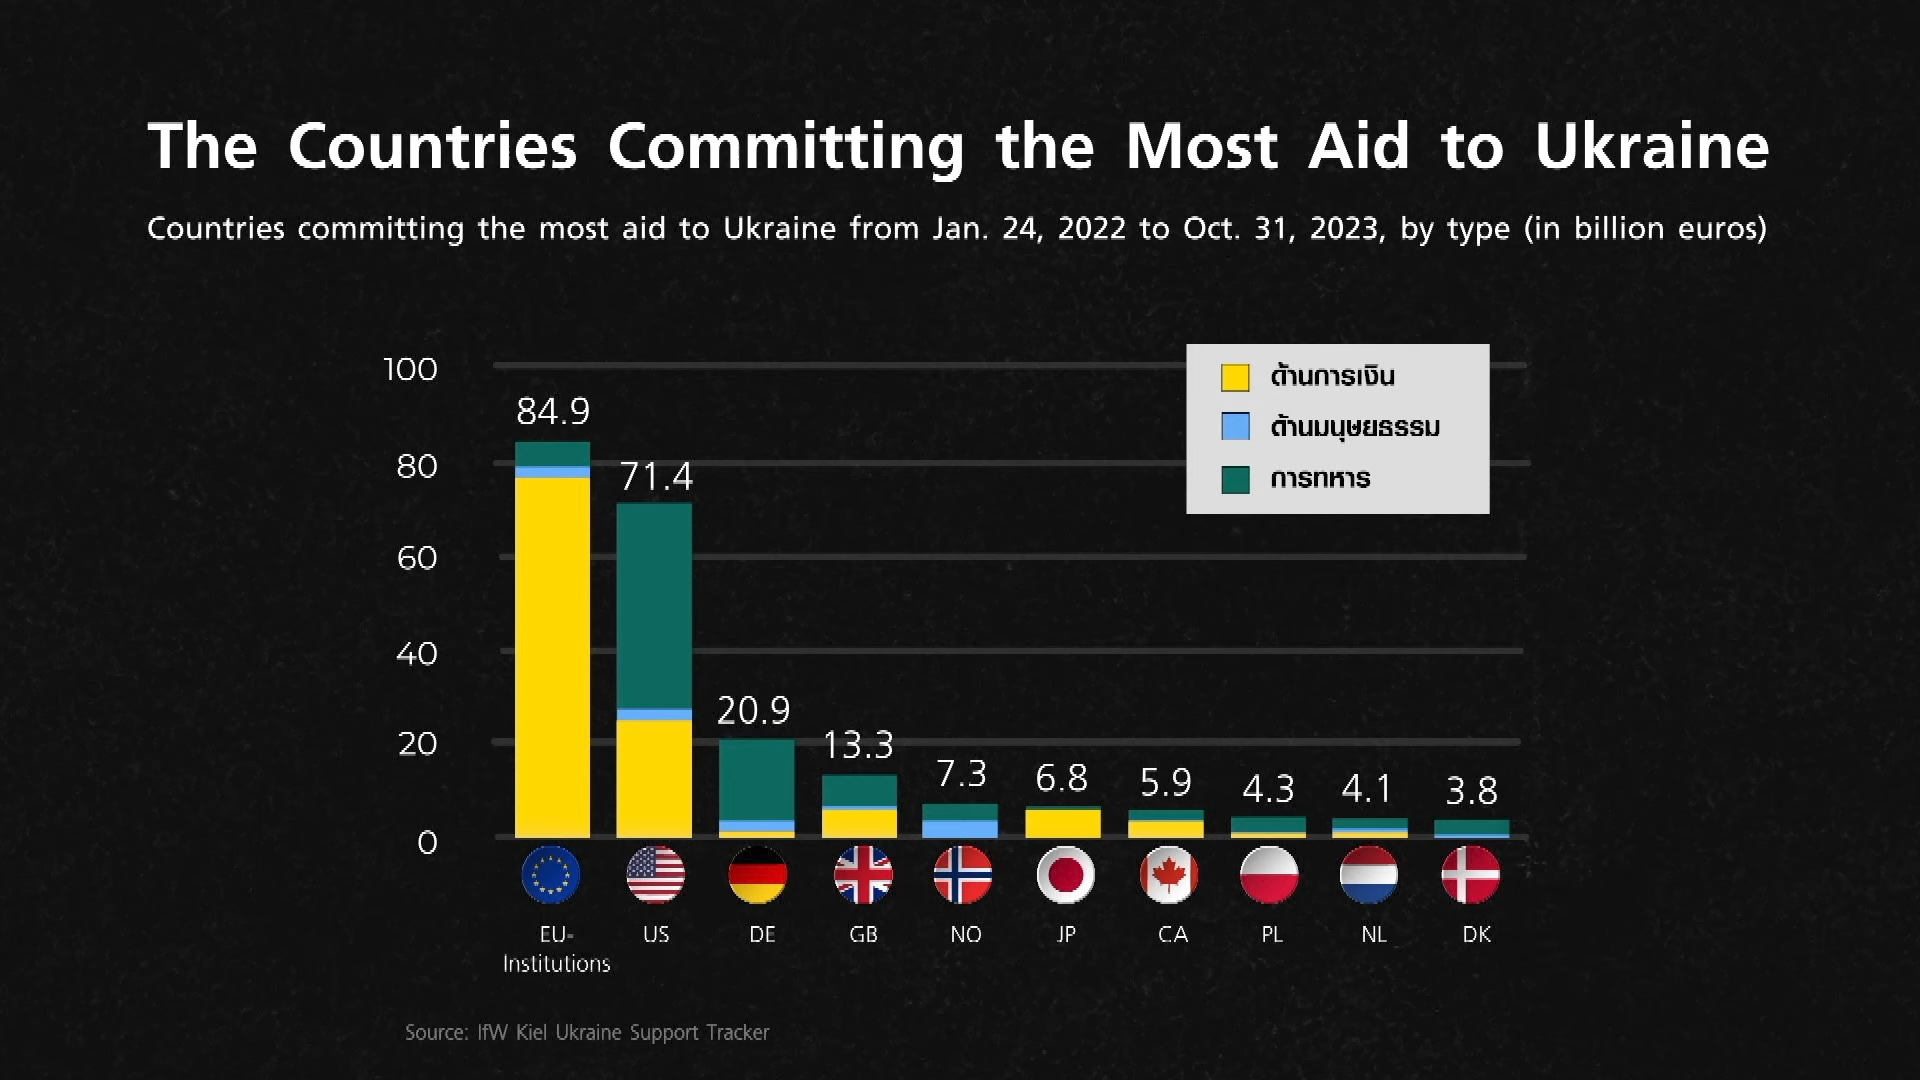 The Countries Committing the Most Aid to Ukraine
Countries committing the most aid to Ukraine from Jan. 24, 2022 to Oct. 31, 2023, by type (in billion euros)
100
80
60
40
20
0
84.9
71.4
20.9
13.3
7.3
6.8
5.9
4.3
4.1
3.8
ด้านการเงิน
ด้านมนุษยธรรม
การทหาร
EU-
Institutions
US
DE
GB
NO
JP
CA
PL
NL
DK
Source: IfW Kiel Ukraine Support Tracker